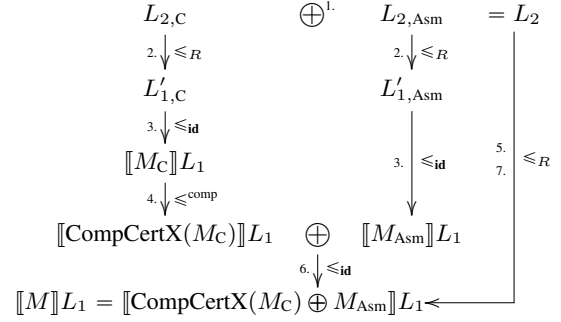 L_{2,C} ⊕^{1.} L_{2,Asm} = L_2
2. ≤_R 2. ≤_R
L'_{1,C} L'_{1,Asm}
3. ≤_id 3. ≤_id 5. 7. ≤_R
⟦M_C⟧L_1
4. ≤^comp
⟦CompCertX(M_C)⟧L_1 ⊕ ⟦M_Asm⟧L_1
6. ≤_id
⟦M⟧L_1 = ⟦CompCertX(M_C) ⊕ M_Asm⟧L_1